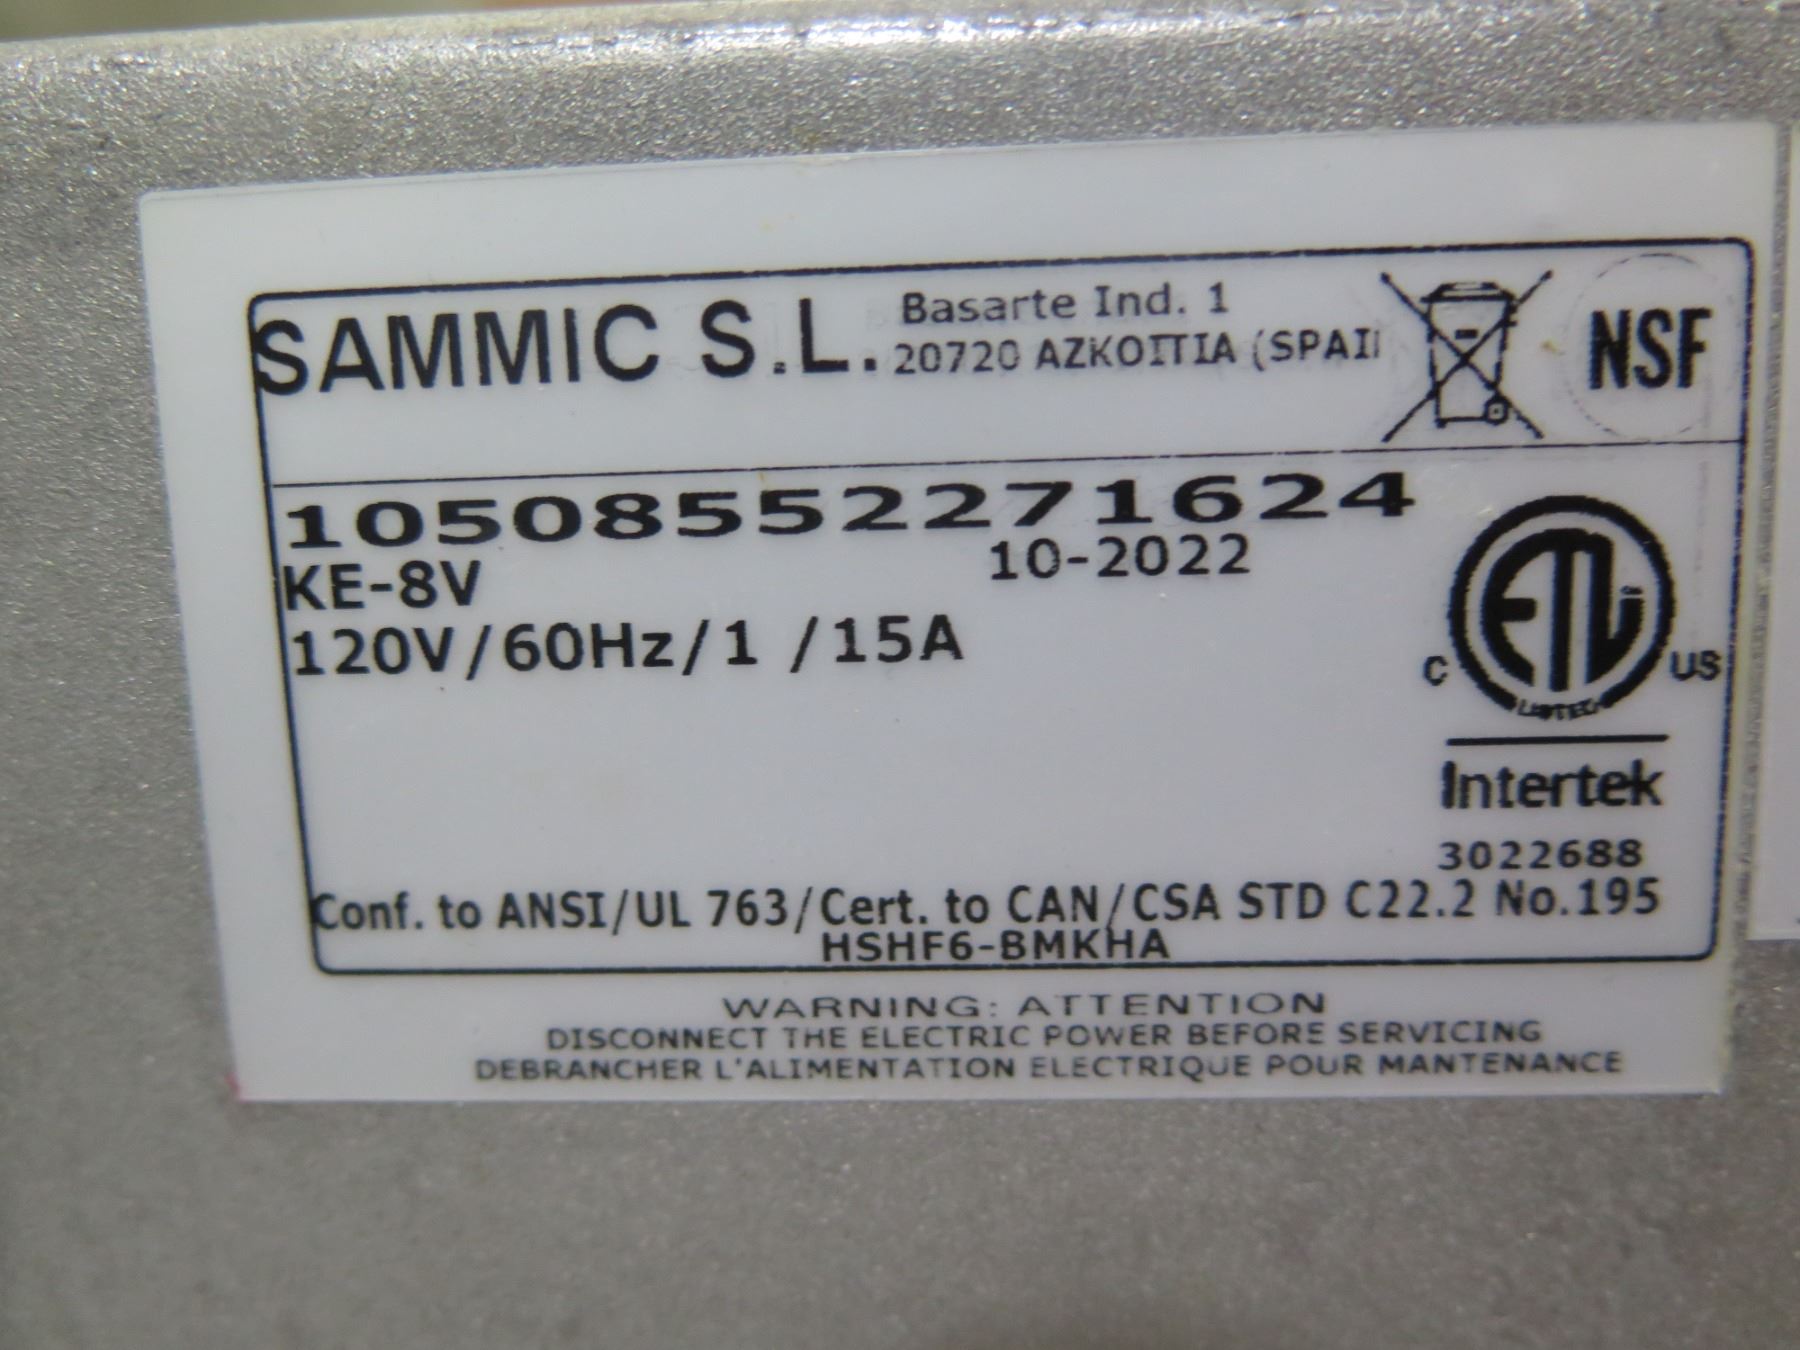 SAMMIC S.L.
Basarte Ind. 1
20720 AZKOITIA (SPAI
NSF
10508552271624
KE-8V
10-2022
120V/60Hz/1 /15A
C
ETL
US
LISTED
Intertek
3022688
Conf. to ANSI/UL 763/Cert. to CAN/CSA STD C22.2 No.195
HSHF6-BMKHA
WARNING: ATTENTION
DISCONNECT THE ELECTRIC POWER BEFORE SERVICING
DEBRANCHER L'ALIMENTATION ELECTRIQUE POUR MANTENANCE